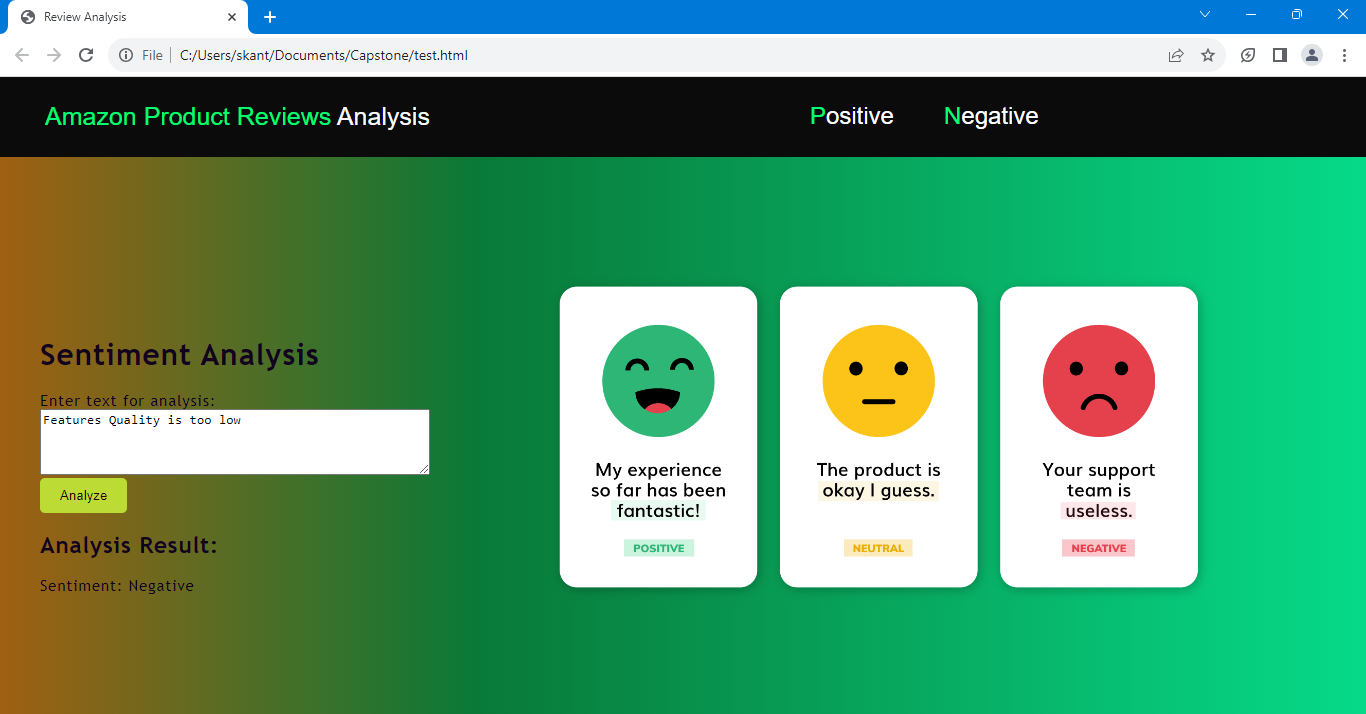 Review Analysis
File
C:/Users/skant/Documents/Capstone/test.html
Amazon Product Reviews Analysis
Positive
Negative
Sentiment Analysis
Enter text for analysis:
Features Quality is too low
Analyze
Analysis Result:
Sentiment: Negative
My experience
so far has been
fantastic!
POSITIVE
The product is
okay I guess.
NEUTRAL
Your support
team is
useless.
NEGATIVE